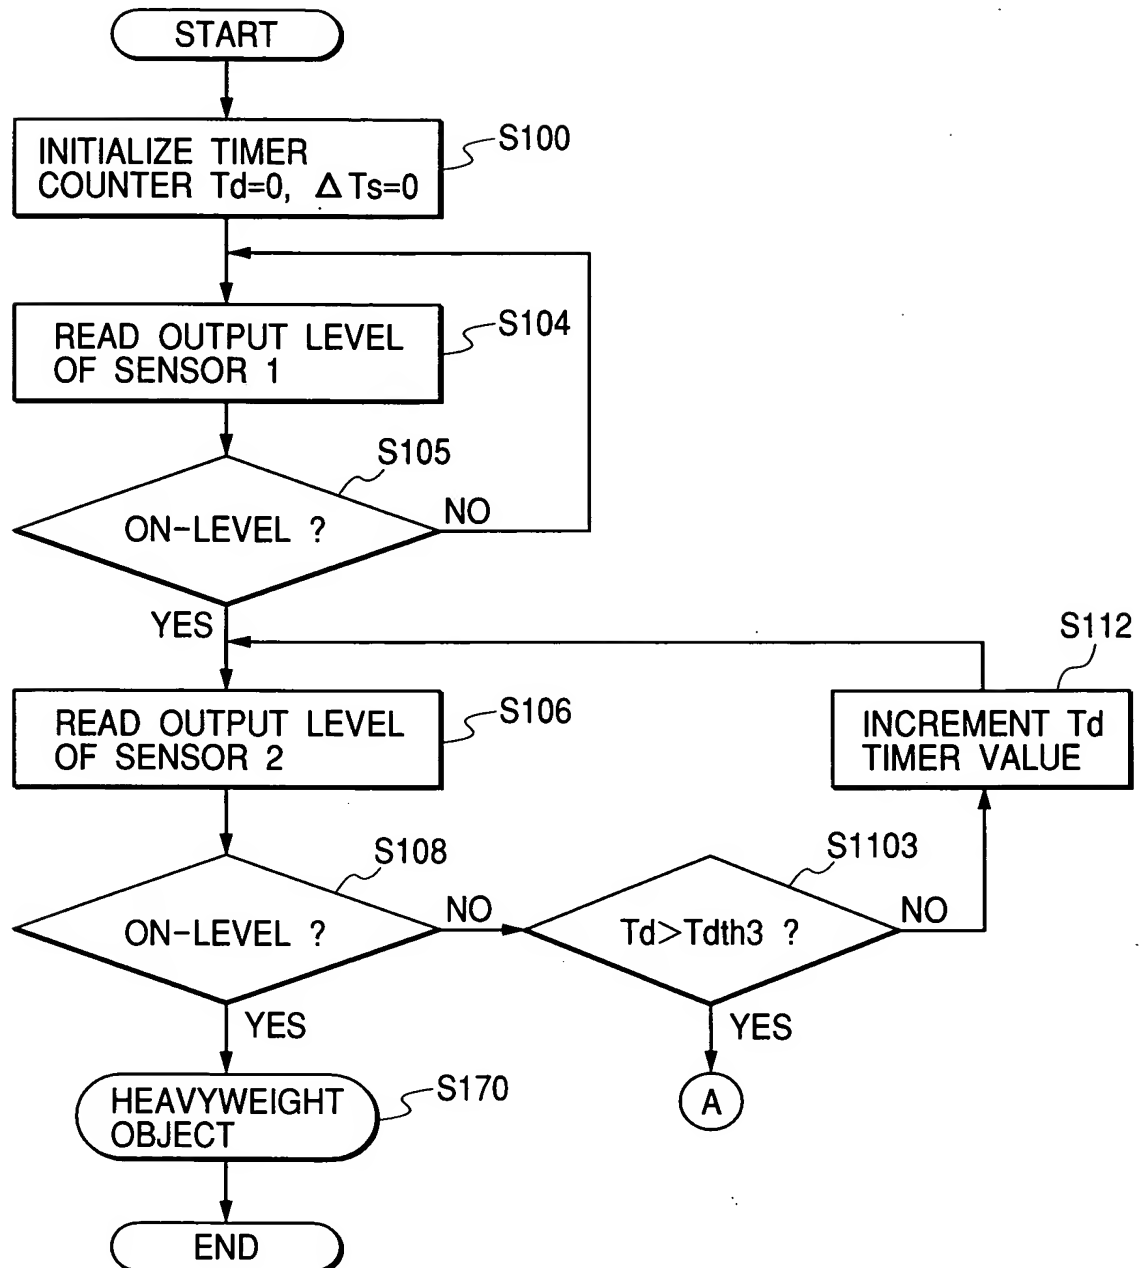 START
INITIALIZE TIMER
COUNTER Td=0, Δ Ts=0
S100
READ OUTPUT LEVEL
OF SENSOR 1
S104
S105
ON-LEVEL ?
NO
YES
S112
READ OUTPUT LEVEL
OF SENSOR 2
S106
INCREMENT Td
TIMER VALUE
S108
S1103
ON-LEVEL ?
NO
Td>Tdth3 ?
NO
YES
YES
HEAVYWEIGHT
OBJECT
S170
A
END